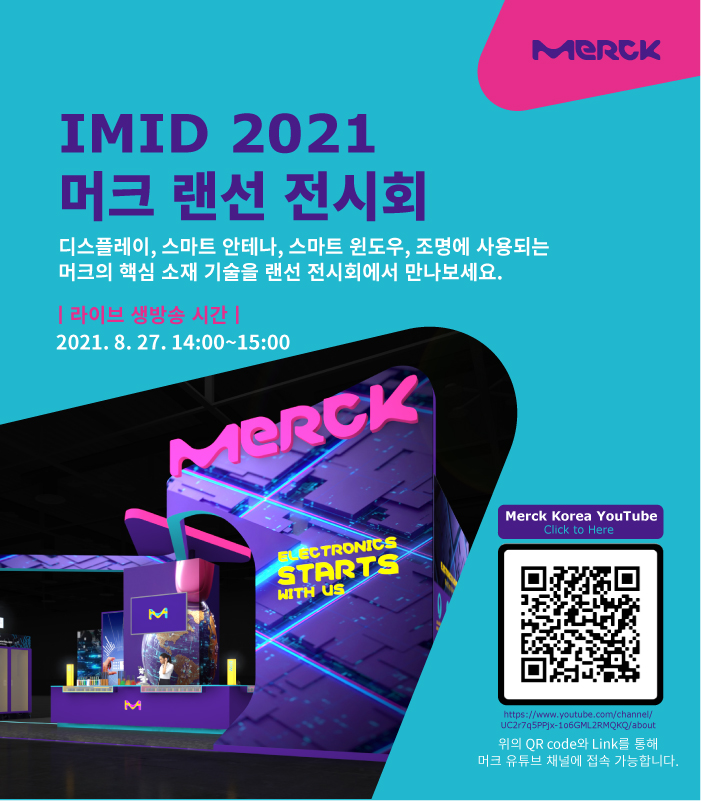 MERCK
IMID 2021
머크 랜선 전시회
디스플레이, 스마트 안테나, 스마트 윈도우, 조명에 사용되는
머크의 핵심 소재 기술을 랜선 전시회에서 만나보세요.
| 라이브 생방송 시간 |
2021. 8. 27. 14:00~15:00
MERCK
ELECTRONICS
STARTS
WITH US
M
M
Merck Korea YouTube
Click to Here
https://www.youtube.com/channel/
UC2r7q5PPjx-1o6GML2RMQKQ/about
위의 QR code와 Link를 통해
머크 유튜브 채널에 접속 가능합니다.